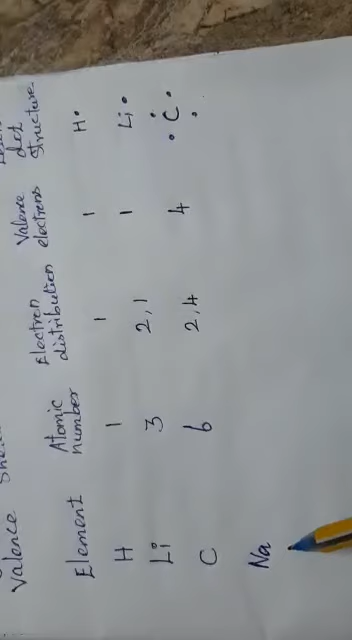 Valence
Element Atomic number Electron distribution Valence electrons dot structure
H 1 1 1 H•
Li 3 2,1 1 Li•
C 6 2,4 4 C
Na